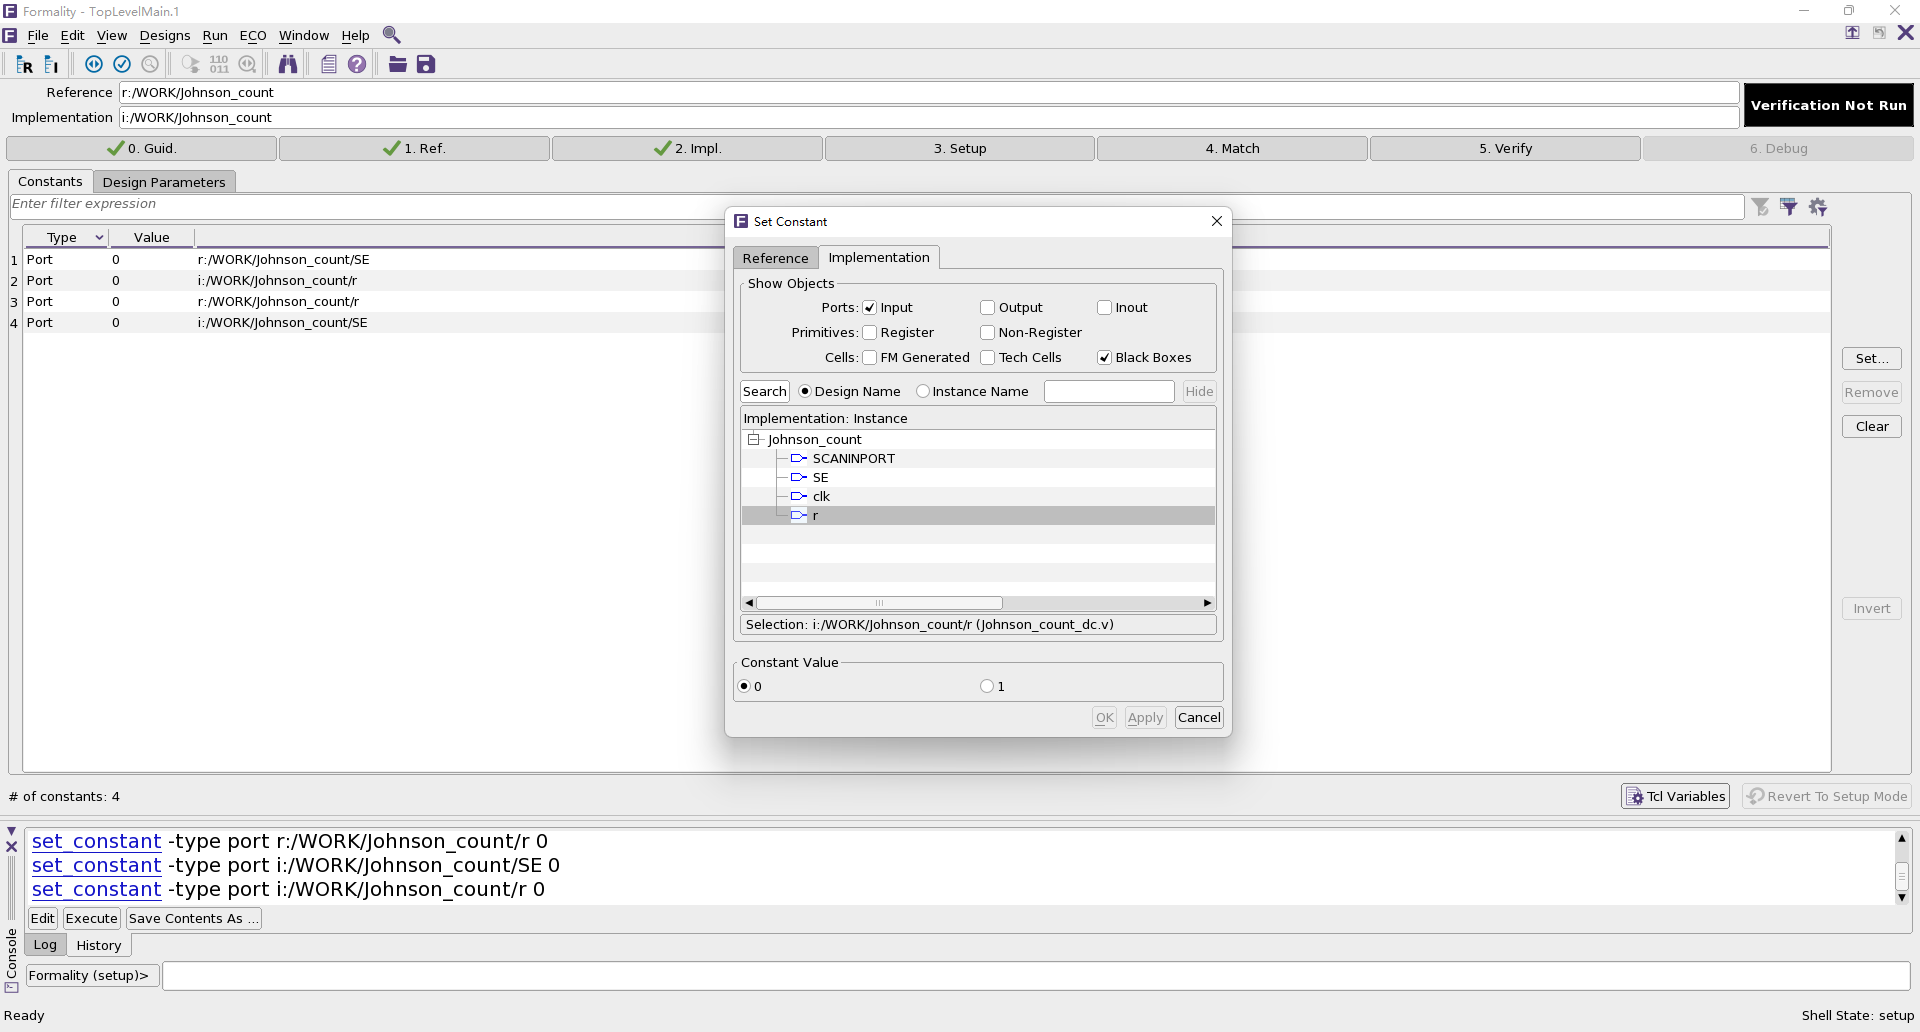 Formality - TopLevelMain.1
File Edit View Designs Run ECO Window Help
R I 110 011
Reference r:/WORK/Johnson_count
Implementation i:/WORK/Johnson_count
Verification Not Run
0. Guid. 1. Ref. 2. Impl. 3. Setup 4. Match 5. Verify 6. Debug
Constants Design Parameters
Enter filter expression
Type Value
1 Port 0 r:/WORK/Johnson_count/SE
2 Port 0 i:/WORK/Johnson_count/r
3 Port 0 r:/WORK/Johnson_count/r
4 Port 0 i:/WORK/Johnson_count/SE
Set...
Remove
Clear
Invert
Set Constant
Reference Implementation
Show Objects
Ports: Input Output Inout
Primitives: Register Non-Register
Cells: FM Generated Tech Cells Black Boxes
Search Design Name Instance Name Hide
Implementation: Instance
Johnson_count
SCANINPORT
SE
clk
r
Selection: i:/WORK/Johnson_count/r (Johnson_count_dc.v)
Constant Value
0 1
OK Apply Cancel
# of constants: 4
Tcl Variables Revert To Setup Mode
set_constant -type port r:/WORK/Johnson_count/r 0
set_constant -type port i:/WORK/Johnson_count/SE 0
set_constant -type port i:/WORK/Johnson_count/r 0
Edit Execute Save Contents As ...
Log History
Console
Formality (setup)>
Ready
Shell State: setup